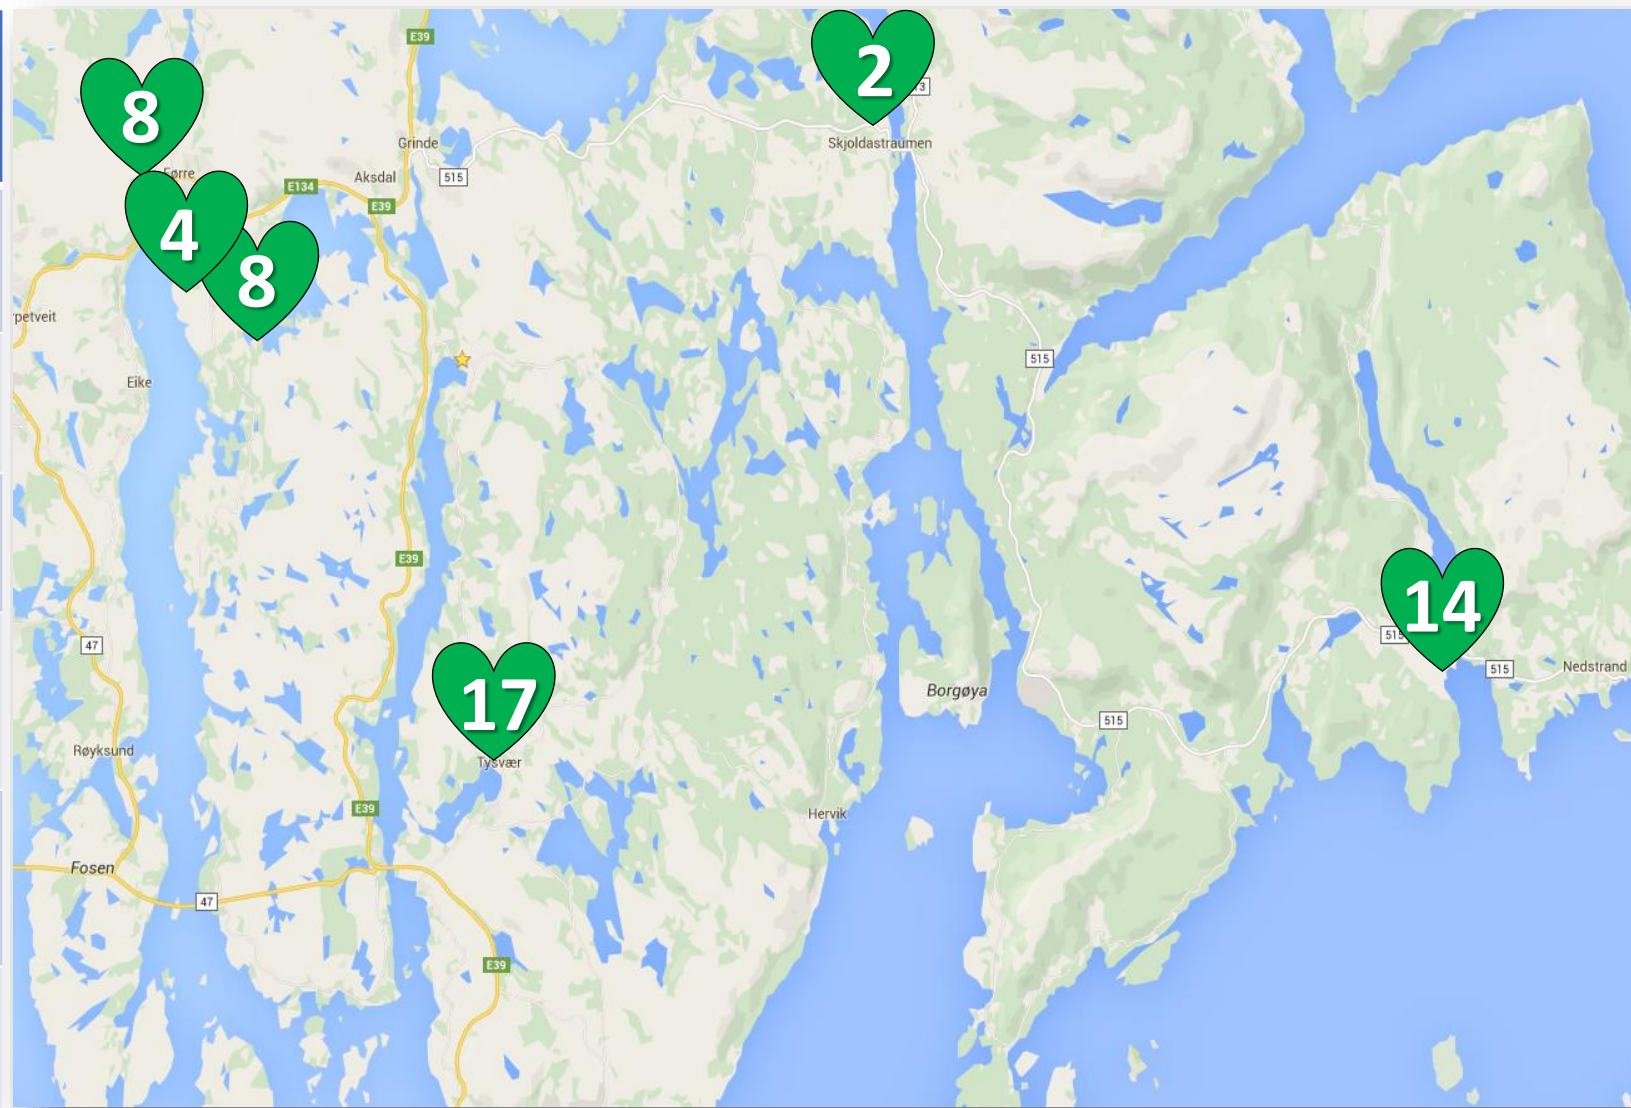 E39
2
8
13
Grinde
Skjoldastraumen
Førre
Aksdal
515
E134
E39
4
8
petveit
515
Eike
E39
14
515
47
17
515
Nedstrand
Borgøya
515
Røyksund
Tysvær
E39
Hervik
Fosen
47
E39